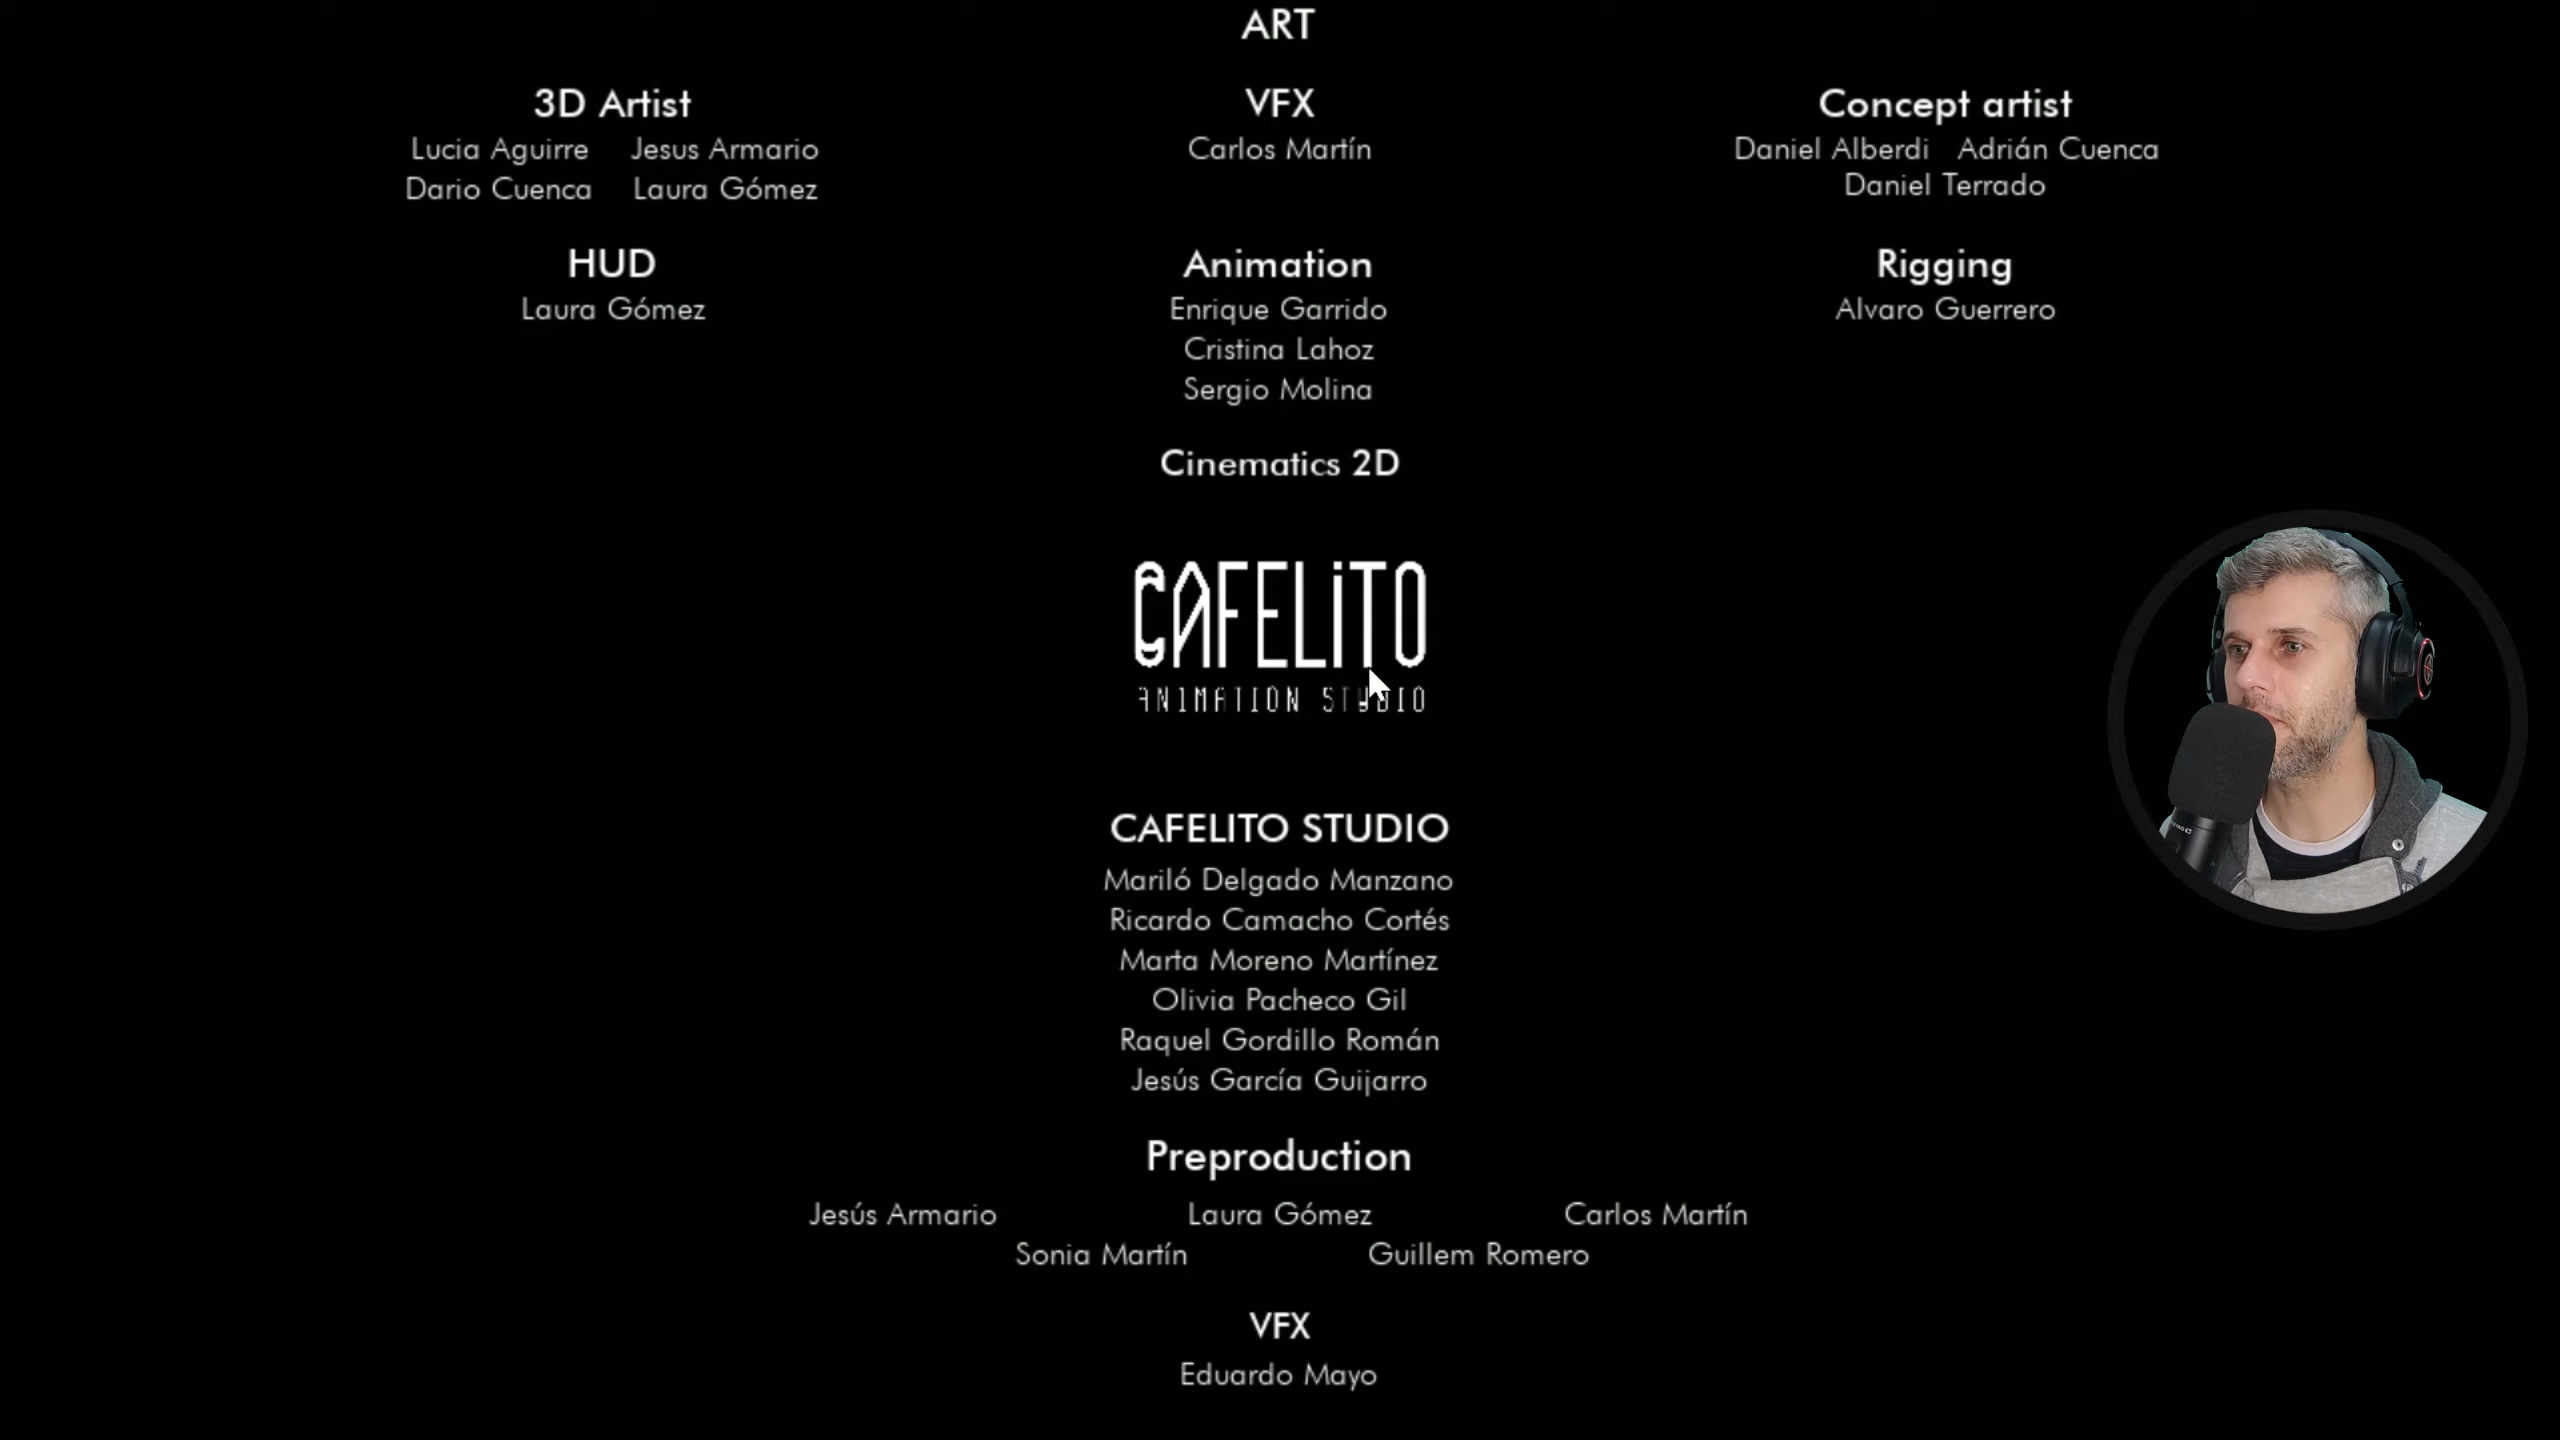 ART
3D Artist
Lucia Aguirre Jesus Armario
Dario Cuenca Laura Gómez
VFX
Carlos Martín
Concept artist
Daniel Alberdi Adrián Cuenca
Daniel Terrado
HUD
Laura Gómez
Animation
Enrique Garrido
Cristina Lahoz
Sergio Molina
Rigging
Alvaro Guerrero
Cinematics 2D
CAFELiTO
ANIMATION STUDIO
CAFELITO STUDIO
Mariló Delgado Manzano
Ricardo Camacho Cortés
Marta Moreno Martínez
Olivia Pacheco Gil
Raquel Gordillo Román
Jesús García Guijarro
Preproduction
Jesús Armario Laura Gómez Carlos Martín
Sonia Martín Guillem Romero
VFX
Eduardo Mayo